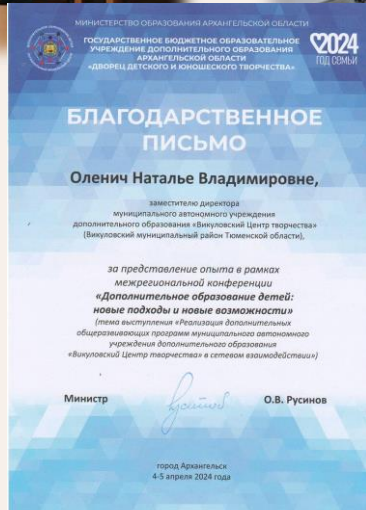 МИНИСТЕРСТВО ОБРАЗОВАНИЯ АРХАНГЕЛЬСКОЙ ОБЛАСТИ
ГОСУДАРСТВЕННОЕ БЮДЖЕТНОЕ ОБРАЗОВАТЕЛЬНОЕ
УЧРЕЖДЕНИЕ ДОПОЛНИТЕЛЬНОГО ОБРАЗОВАНИЯ
АРХАНГЕЛЬСКОЙ ОБЛАСТИ
«ДВОРЕЦ ДЕТСКОГО И ЮНОШЕСКОГО ТВОРЧЕСТВА»
2024
ГОД СЕМЬИ
БЛАГОДАРСТВЕННОЕ
ПИСЬМО
Оленич Наталье Владимировне,
заместителю директора
муниципального автономного учреждения
дополнительного образования «Викуловский Центр творчества»
(Викуловский муниципальный район Тюменской области),
за представление опыта в рамках
межрегиональной конференции
«Дополнительное образование детей:
новые подходы и новые возможности»
(тема выступления «Реализация дополнительных
общеразвивающих программ муниципального автономного
учреждения дополнительного образования
«Викуловский Центр творчества» в сетевом взаимодействии»)
Министр
О.В. Русинов
город Архангельск
4-5 апреля 2024 года